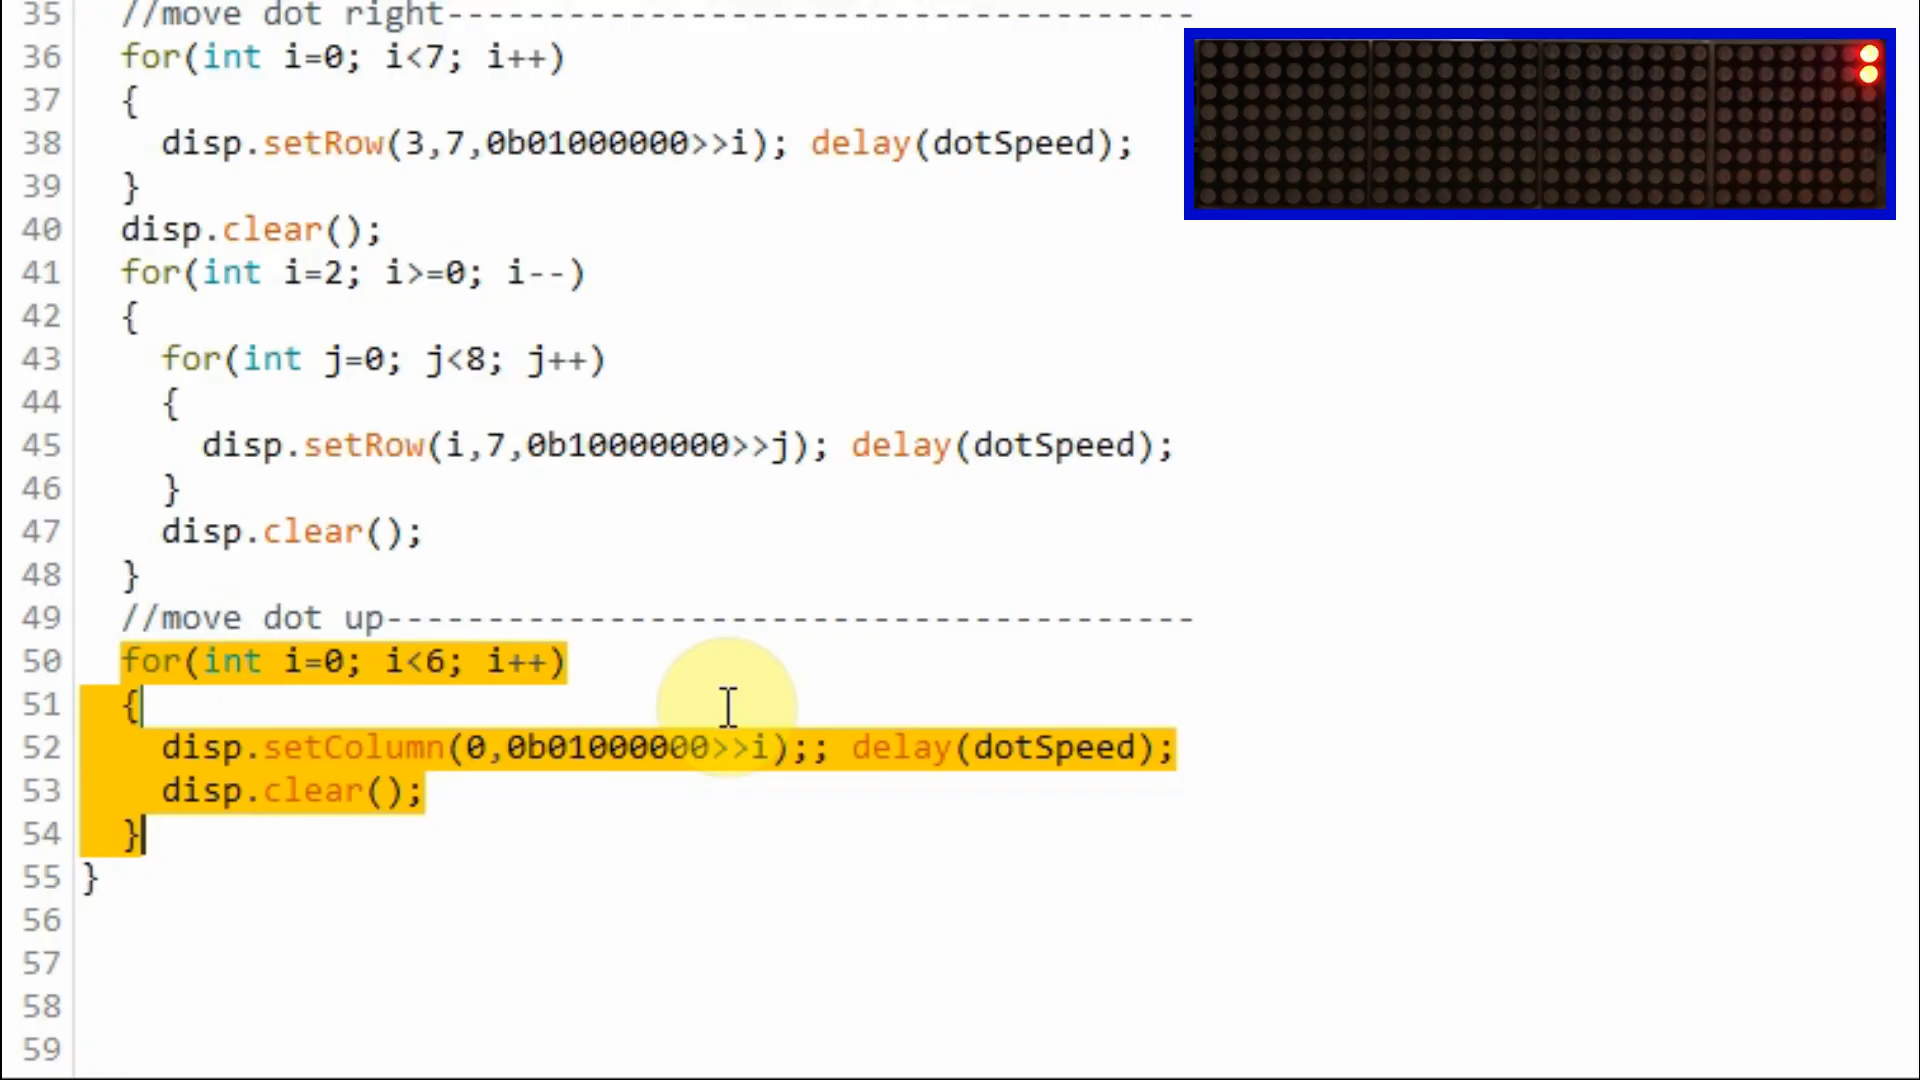 35 //move dot right-------------------------------------
36 for(int i=0; i<7; i++)
37 {
38 disp.setRow(3,7,0b01000000>>i); delay(dotSpeed);
39 }
40 disp.clear();
41 for(int i=2; i>=0; i--)
42 {
43 for(int j=0; j<8; j++)
44 {
45 disp.setRow(i,7,0b10000000>>j); delay(dotSpeed);
46 }
47 disp.clear();
48 }
49 //move dot up----------------------------------------
50 for(int i=0; i<6; i++)
51 {
52 disp.setColumn(0,0b01000000>>i);; delay(dotSpeed);
53 disp.clear();
54 }
55 }
56
57
58
59